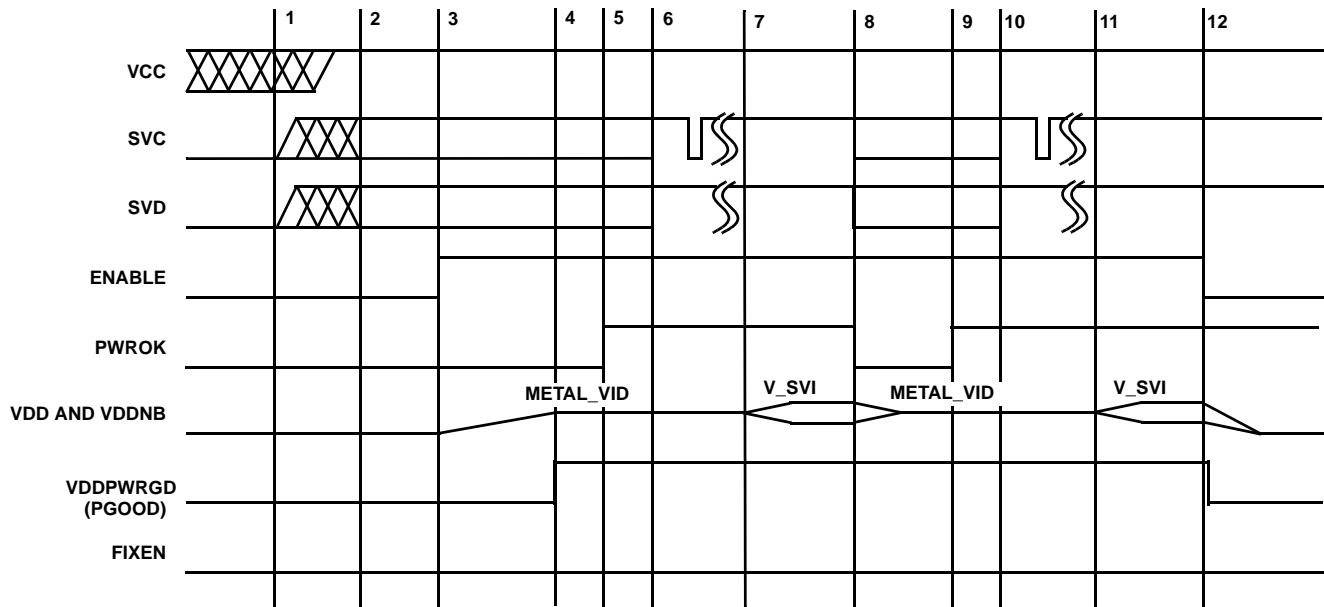 1 2 3 4 5 6 7 8 9 10 11 12
VCC
SVC
SVD
ENABLE
PWROK
VDD AND VDDNB
METAL_VID
V_SVI
METAL_VID
V_SVI
VDDPWRGD
(PGOOD)
FIXEN